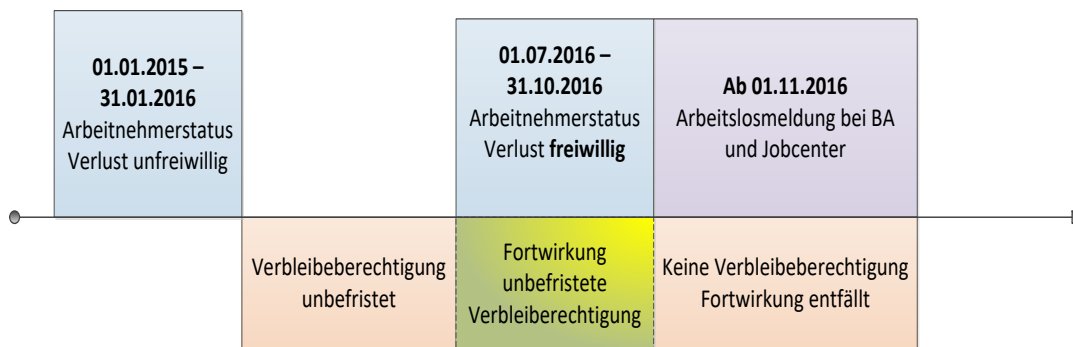 01.01.2015 –
31.01.2016
Arbeitnehmerstatus
Verlust unfreiwillig
01.07.2016 –
31.10.2016
Arbeitnehmerstatus
Verlust freiwillig
Ab 01.11.2016
Arbeitslosmeldung bei BA
und Jobcenter
Verbleibeberechtigung
unbefristet
Fortwirkung
unbefristete
Verbleiberechtigung
Keine Verbleibeberechtigung
Fortwirkung entfällt